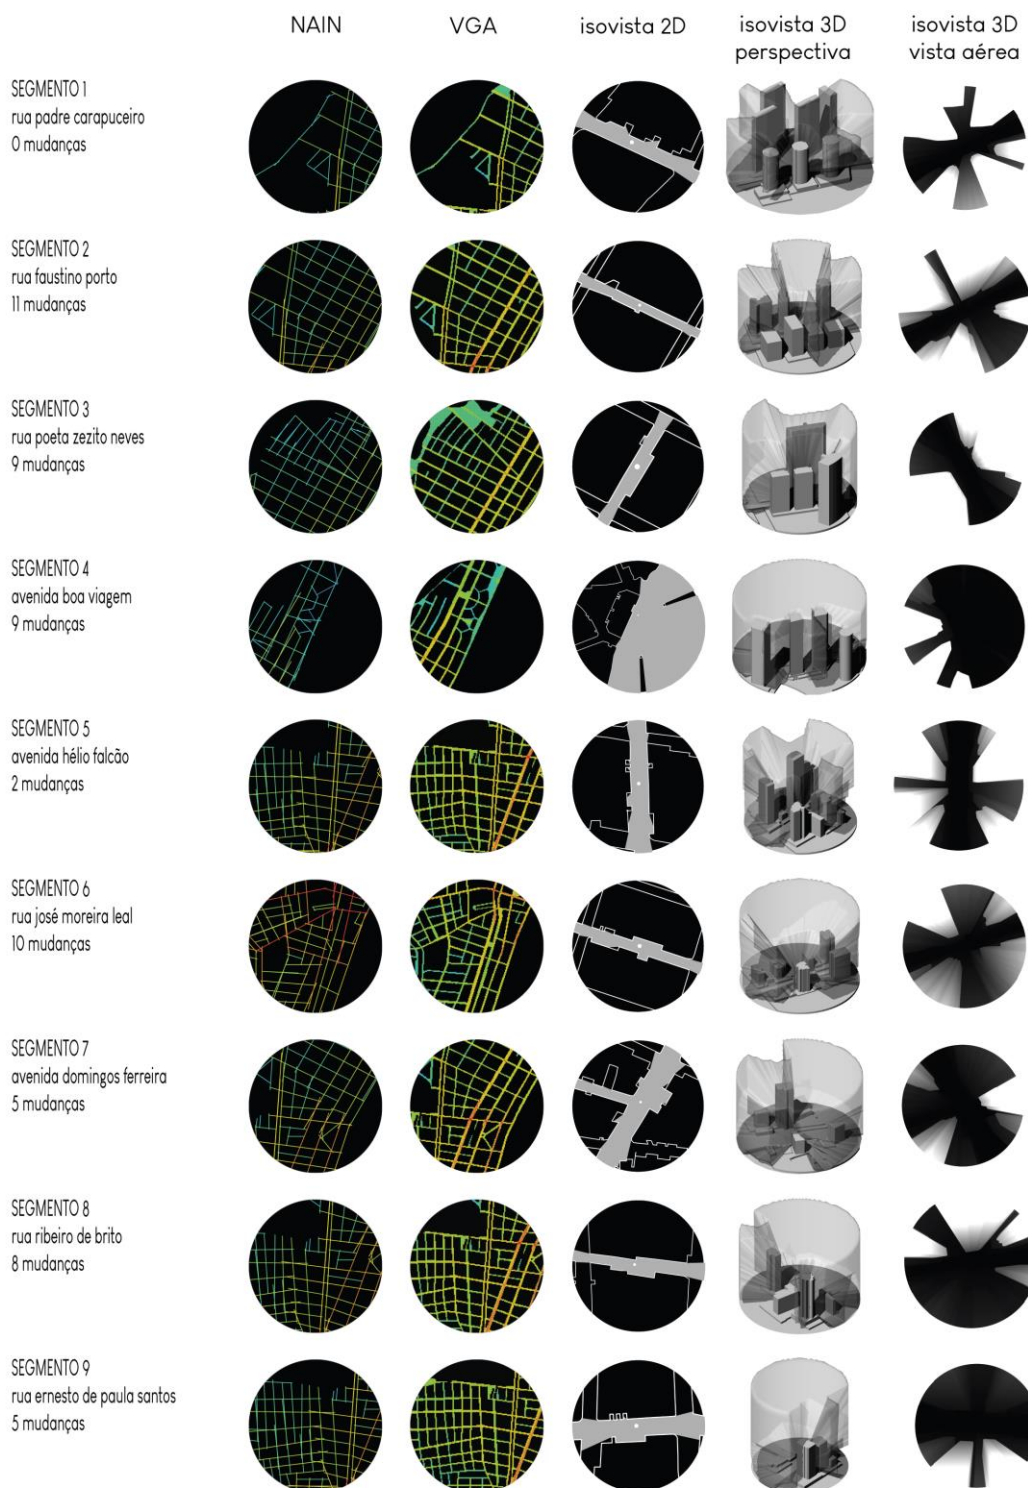 NAIN
VGA
isovista 2D
isovista 3D
perspectiva
isovista 3D
vista aérea
SEGMENTO 1
rua padre carapuceiro
0 mudanças
SEGMENTO 2
rua faustino porto
11 mudanças
SEGMENTO 3
rua poeta zezito neves
9 mudanças
SEGMENTO 4
avenida boa viagem
9 mudanças
SEGMENTO 5
avenida hélio falcão
2 mudanças
SEGMENTO 6
rua josé moreira leal
10 mudanças
SEGMENTO 7
avenida domingos ferreira
5 mudanças
SEGMENTO 8
rua ribeiro de brito
8 mudanças
SEGMENTO 9
rua ernesto de paula santos
5 mudanças